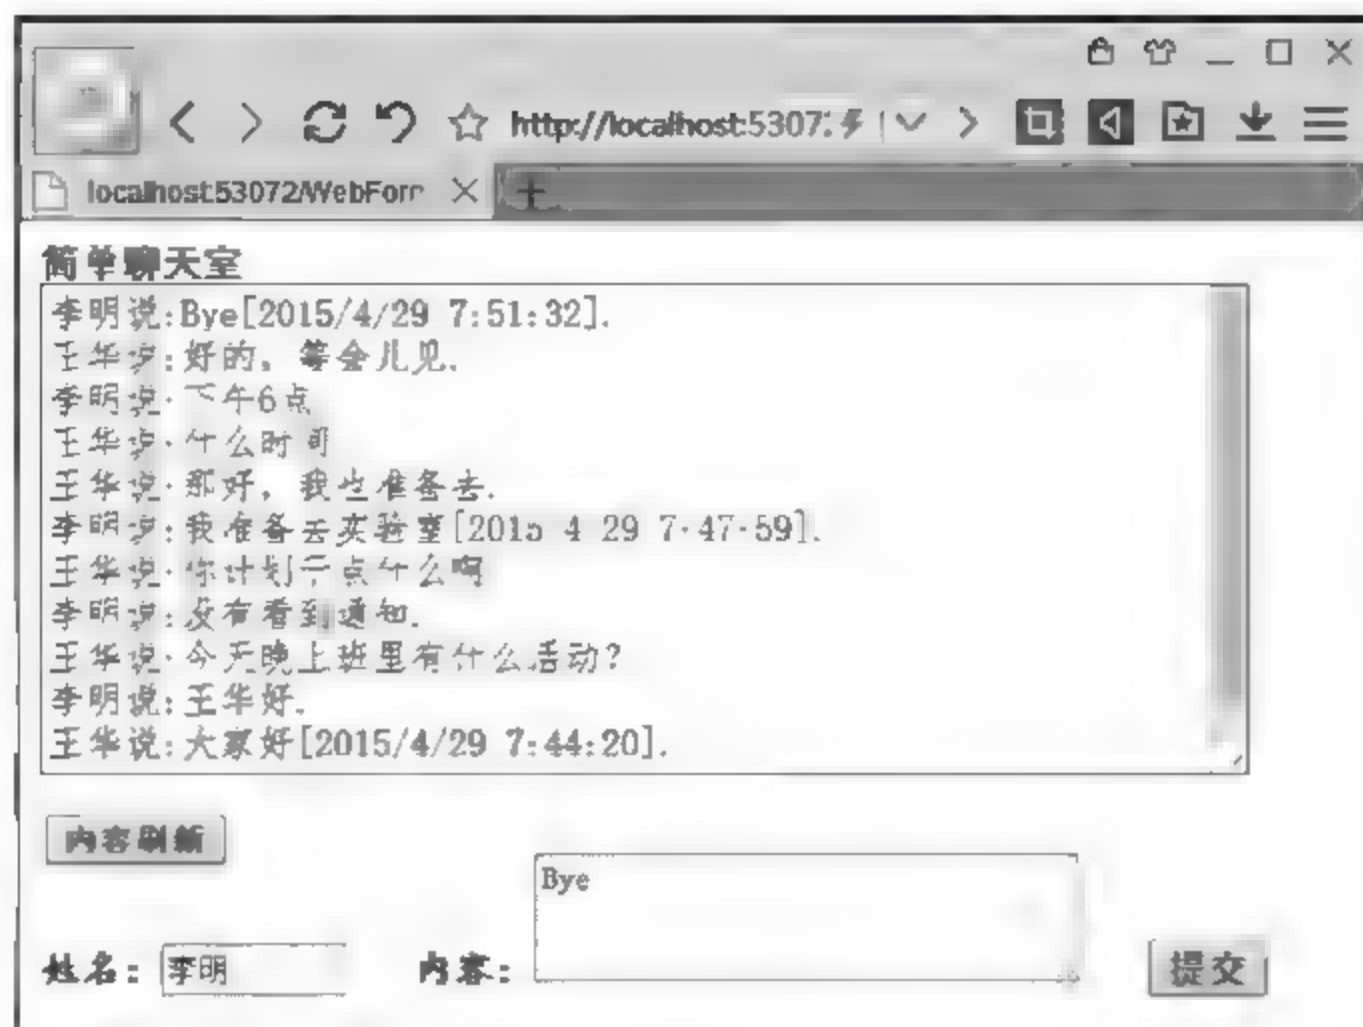 http://localhost:5307
localhost:53072/WebForr
简单聊天室
李明说:Bye[2015/4/29 7:51:32].
王华说:好的,等会儿见.
李明说:下午6点
王华说:什么时间
王华说:那好,我也准备去.
李明说:我准备去实验室[2015/4/29 7:47:59].
王华说:你计划干点什么啊
李明说:没有看到通知.
王华说:今天晚上班里有什么活动?
李明说:王华好.
王华说:大家好[2015/4/29 7:44:20].
内容刷新
Bye
姓名: 李明 内容: 提交